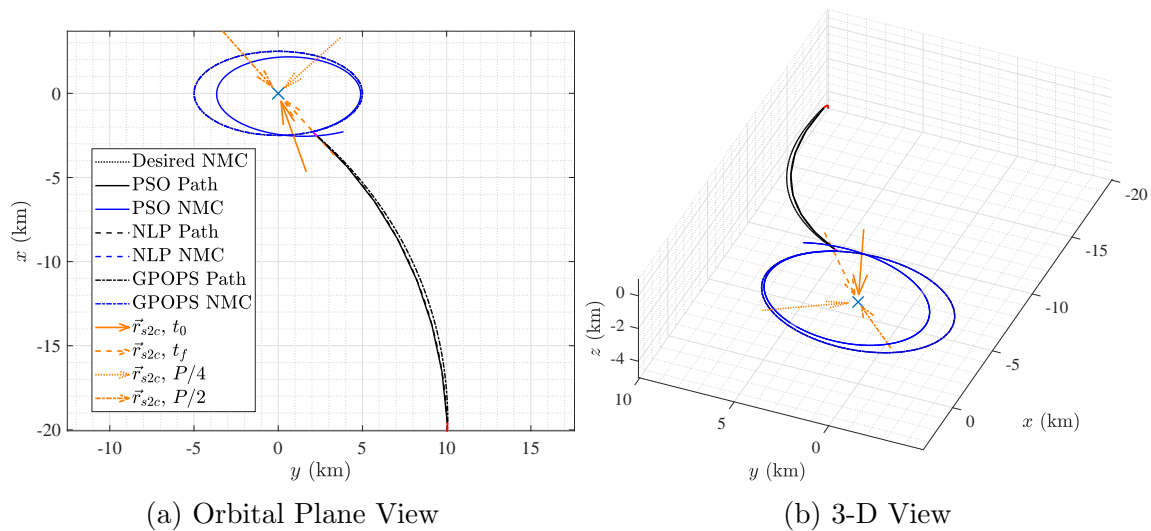 0
-5
-10
-15
-20
x (km)
-10
-5
0
5
10
15
y (km)
Desired NMC
PSO Path
PSO NMC
NLP Path
NLP NMC
GPOPS Path
GPOPS NMC
r⃗s2c, t0
r⃗s2c, tf
r⃗s2c, P/4
r⃗s2c, P/2
(a) Orbital Plane View
0
-2
-4
z (km)
10
5
0
y (km)
-20
-15
-10
-5
0
x (km)
(b) 3-D View